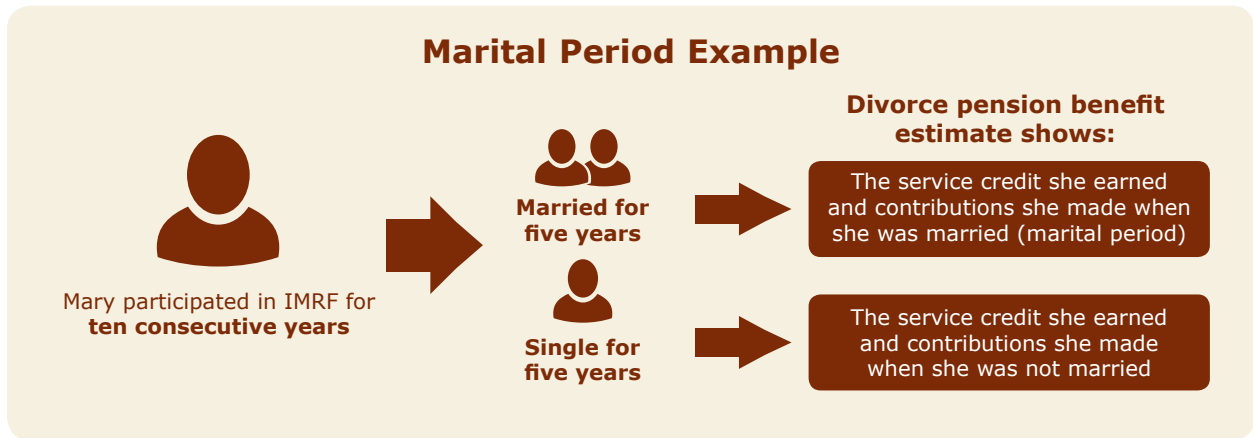 Marital Period Example
Mary participated in IMRF for
ten consecutive years
Married for
five years
Single for
five years
Divorce pension benefit
estimate shows:
The service credit she earned
and contributions she made when
she was married (marital period)
The service credit she earned
and contributions she made
when she was not married